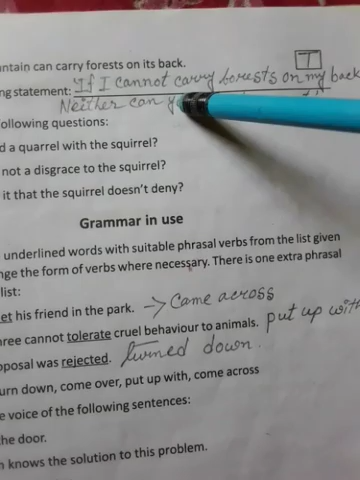 untain can carry forests on its back. T
ng statement: "If I cannot carry forests on my back
Neither can
ollowing questions:
d a quarrel with the squirrel?
not a disgrace to the squirrel?
it that the squirrel doesn't deny?
Grammar in use
underlined words with suitable phrasal verbs from the list given
nge the form of verbs where necessary. There is one extra phrasal
list:
et his friend in the park. → Came across
hree cannot tolerate cruel behaviour to animals. put up with
oposal was rejected. turned down.
urn down, come over, put up with, come across
e voice of the following sentences:
the door.
n knows the solution to this problem.